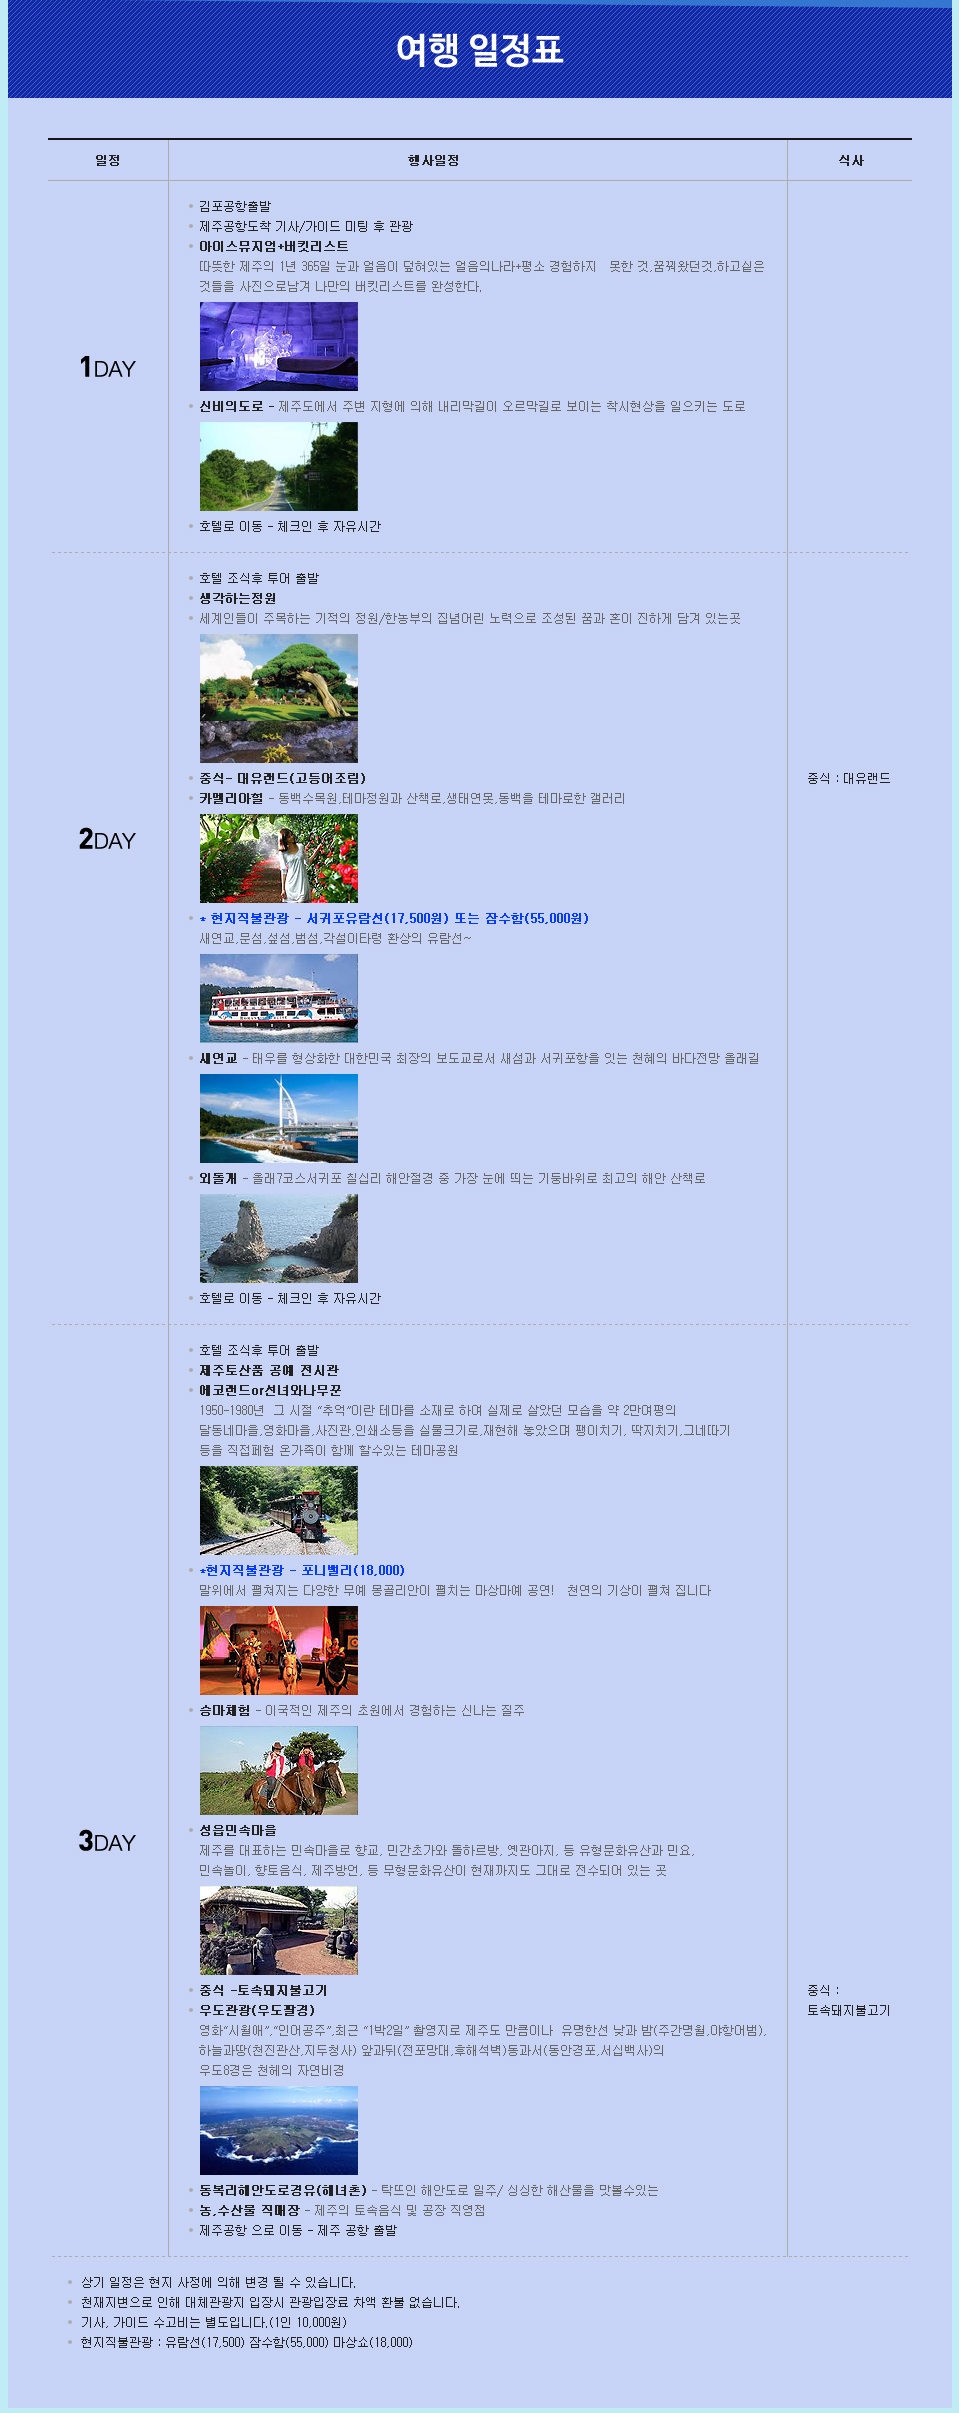 여행 일정표
일정 행사일정 식사
1DAY
김포공항출발
제주공항도착 기사/가이드 미팅 후 관광
아이스뮤지엄+버킷리스트
따뜻한 제주의 1년 365일 눈과 얼음이 덮혀있는 얼음의나라+평소 경험하지 못한 것,꿈꿔왔던것,하고싶은
것들을 사진으로남겨 나만의 버킷리스트를 완성한다.
신비의도로 - 제주도에서 주변 지형에 의해 내리막길이 오르막길로 보이는 착시현상을 일으키는 도로
호텔로 이동 - 체크인 후 자유시간
2DAY
호텔 조식후 투어 출발
생각하는정원
세계인들이 주목하는 기적의 정원/한농부의 집념어린 노력으로 조성된 꿈과 혼이 진하게 담겨 있는곳
중식- 대유랜드(고등어조림) 중식 : 대유랜드
카멜리아힐 - 동백수목원,테마정원과 산책로,생태연못,동백을 테마로한 갤러리
* 현지직불관광 - 서귀포유람선(17,500원) 또는 잠수함(55,000원)
새연교,문섬,섶섬,범섬,각설이타령 환상의 유람선~
새연교 - 태우를 형상화한 대한민국 최장의 보도교로서 새섬과 서귀포항을 잇는 천혜의 바다전망 올래길
외돌개 - 올래7코스서귀포 칠십리 해안절경 중 가장 눈에 띄는 기둥바위로 최고의 해안 산책로
호텔로 이동 - 체크인 후 자유시간
3DAY
호텔 조식후 투어 출발
제주토산품 공예 전시관
에코랜드or선녀와나무꾼
1950-1980년 그 시절 "추억"이란 테마를 소재로 하여 실제로 살았던 모습을 약 2만여평의
달동네마을,영화마을,사진관,인쇄소등을 실물크기로,재현해 놓았으며 팽이치기, 딱지치기,그네따기
등을 직접페험 온가족이 함께 할수있는 테마공원
*현지직불관광 - 포니벨리(18,000)
말위에서 펼쳐지는 다양한 무예 몽골리안이 펼치는 마상마예 공연! 천연의 기상이 펼쳐 집니다
승마체험 - 이국적인 제주의 초원에서 경험하는 신나는 질주
성읍민속마을
제주를 대표하는 민속마을로 향교, 민간초가와 돌하르방, 옛관아지, 등 유형문화유산과 민요,
민속놀이, 향토음식, 제주방언, 등 무형문화유산이 현재까지도 그대로 전수되어 있는 곳
중식 -토속돼지불고기 중식 :
우도관광(우도팔경) 토속돼지불고기
영화"시월애","인어공주",최근 "1박2일" 촬영지로 제주도 만큼이나 유명한선 낮과 밤(주간명월,야항어범),
하늘과땅(천진관산,지두청사) 앞과뒤(전포망대,후해석벽)동과서(동안경포,서십백사)의
우도8경은 천혜의 자연비경
동복리해안도로경유(해녀촌) - 탁뜨인 해안도로 일주/ 싱싱한 해산물을 맛볼수있는
농,수산물 직매장 - 제주의 토속음식 및 공장 직영점
제주공항 으로 이동 - 제주 공항 출발
상기 일정은 현지 사정에 의해 변경 될 수 있습니다.
천재지변으로 인해 대체관광지 입장시 관광입장료 차액 환불 없습니다.
기사, 가이드 수고비는 별도입니다.(1인 10,000원)
현지직불관광 : 유람선(17,500) 잠수함(55,000) 마상쇼(18,000)